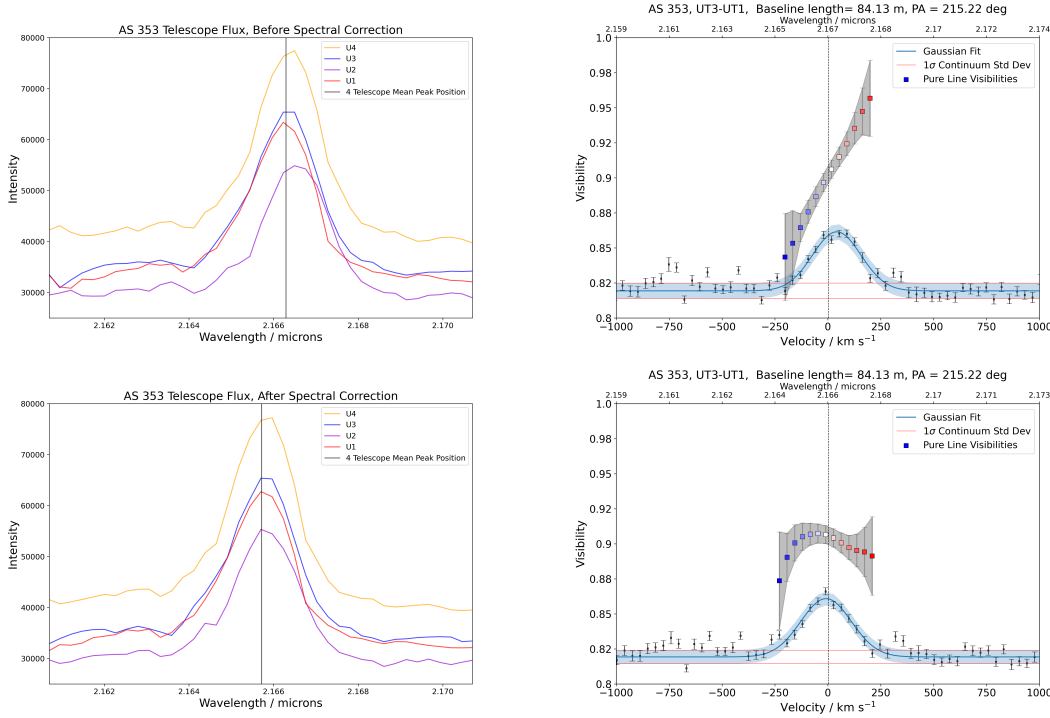 AS 353 Telescope Flux, Before Spectral Correction
80000
70000
60000
50000
40000
30000
Intensity
U4
U3
U2
U1
4 Telescope Mean Peak Position
2.162 2.164 2.166 2.168 2.170
Wavelength / microns
AS 353, UT3-UT1, Baseline length= 84.13 m, PA = 215.22 deg
Wavelength / microns
2.159 2.161 2.163 2.164 2.166 2.167 2.169 2.171 2.174
1.0
0.98
0.95
0.93
0.9
0.88
0.85
0.82
0.8
Visibility
Gaussian Fit
1σ Continuum Std Dev
Pure Line Visibilities
−1000 −750 −500 −250 0 250 500 750 1000
Velocity / km s⁻¹
AS 353 Telescope Flux, After Spectral Correction
80000
70000
60000
50000
40000
30000
Intensity
U4
U3
U2
U1
4 Telescope Mean Peak Position
2.162 2.164 2.166 2.168 2.170
Wavelength / microns
AS 353, UT3-UT1, Baseline length= 84.13 m, PA = 215.22 deg
Wavelength / microns
2.159 2.161 2.162 2.164 2.166 2.168 2.170 2.171 2.173
1.0
0.98
0.95
0.93
0.9
0.88
0.85
0.82
0.8
Visibility
Gaussian Fit
1σ Continuum Std Dev
Pure Line Visibilities
−1000 −750 −500 −250 0 250 500 750 1000
Velocity / km s⁻¹